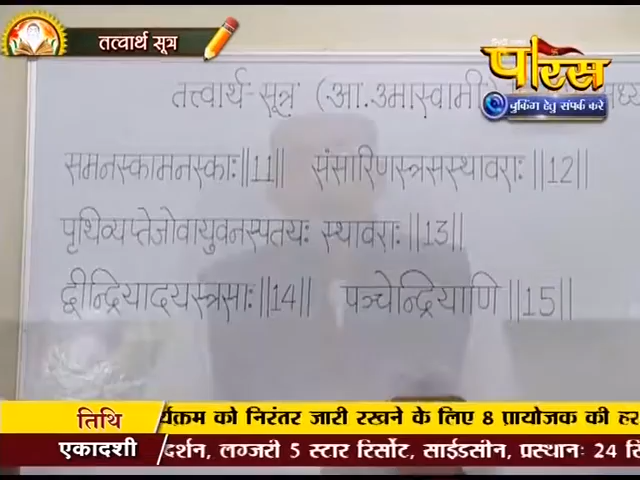 तत्वार्थ सूत्र
पारस
बुकिंग हेतु संपर्क करे
तत्त्वार्थ-सूत्र (आ. उमास्वामी
समनस्कामनस्काः||11|| संसारिणस्त्रसस्थावराः ||12||
पृथिव्यप्तेजोवायुवनस्पतयः स्थावराः ||13||
द्वीन्द्रियादयस्त्रसाः ||14|| पञ्चेन्द्रियाणि ||15||
तिथि
र्यक्रम को निरंतर जारी रखने के लिए 8 प्रायोजक की
एकादशी
दर्शन, लग्जरी 5 स्टार रिसोर्ट, साईडसीन, प्रस्थानः 24